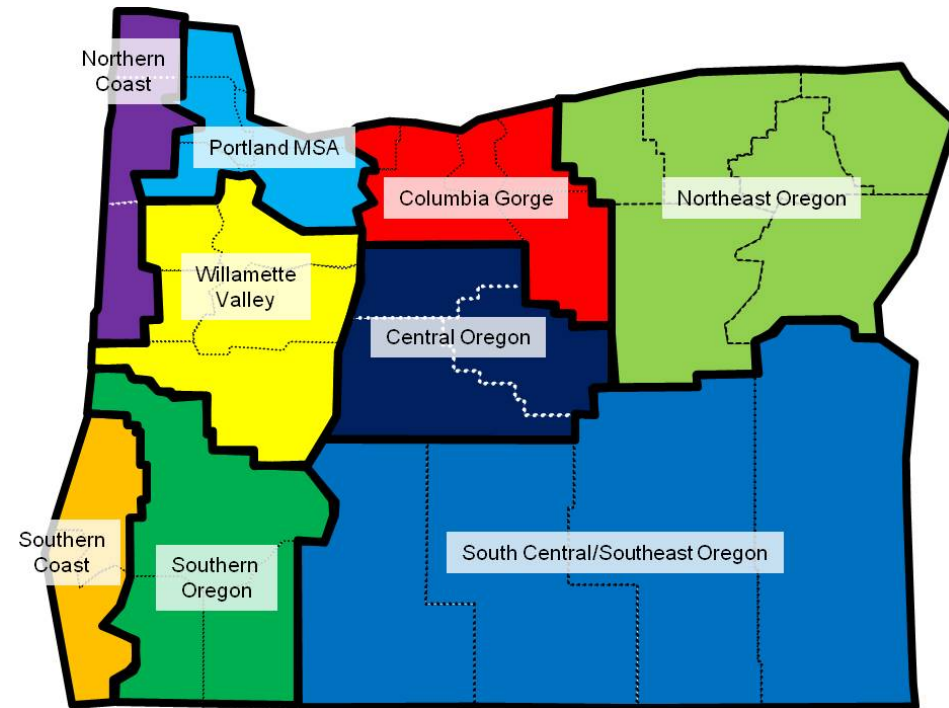 Northern
Coast
Portland MSA
Columbia Gorge
Northeast Oregon
Willamette
Valley
Central Oregon
Southern
Coast
Southern
Oregon
South Central/Southeast Oregon